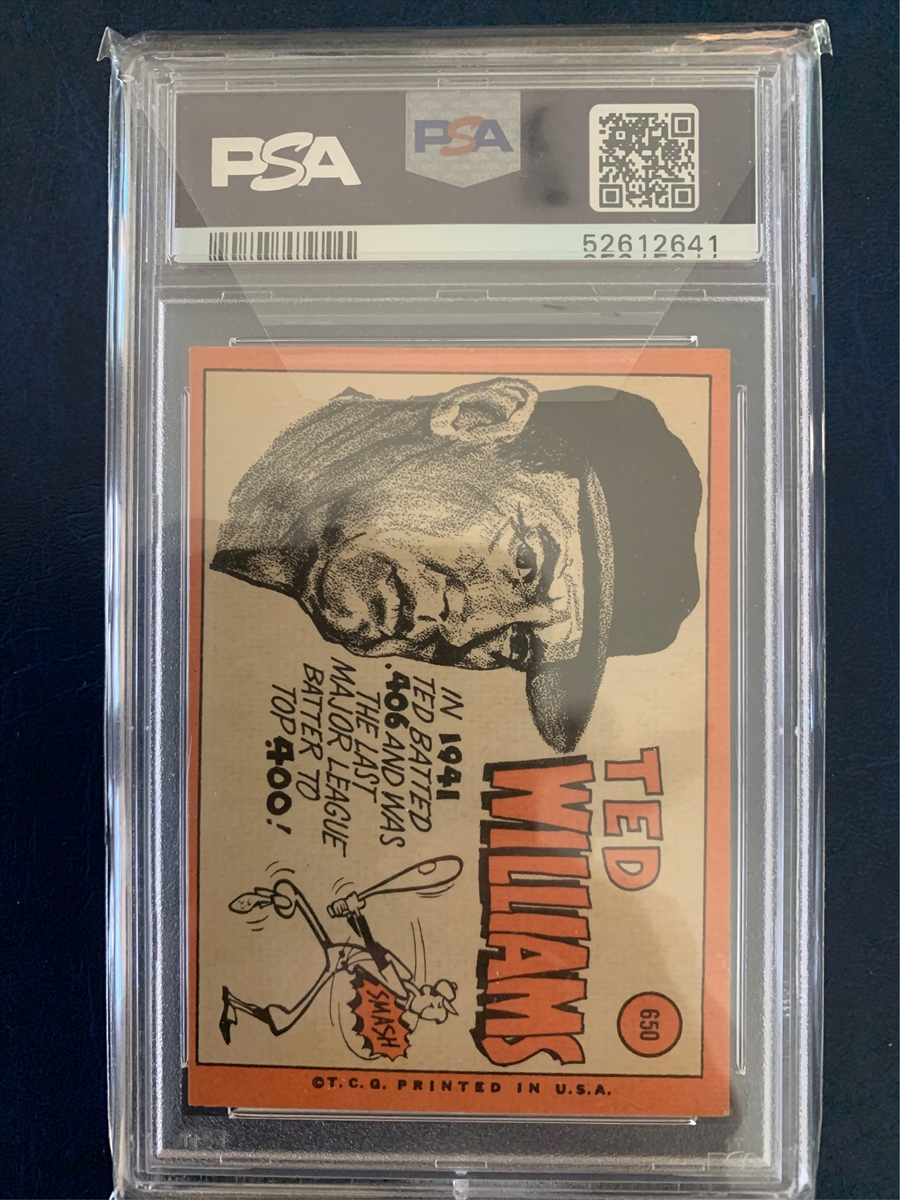 PSA
PSA
52612641
TED
WILLIAMS
650
IN 1941
TED BATTED
.406 AND WAS
THE LAST
MAJOR LEAGUE
BATTER TO
TOP .400!
SMASH
©T.C.G. PRINTED IN U.S.A.
PSA